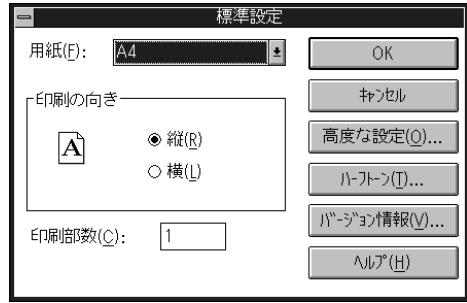 標準設定
用紙(F): A4
OK
印刷の向き
ｷｬﾝｾﾙ
A
縦(R)
高度な設定(O)...
横(L)
ﾊｰﾌﾄｰﾝ(T)...
ﾊﾞｰｼﾞｮﾝ情報(V)...
印刷部数(C): 1
ﾍﾙﾌﾟ(H)